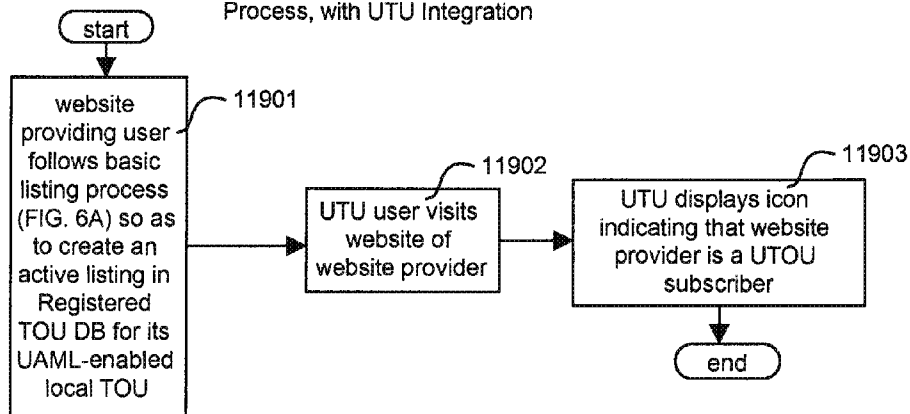 Process, with UTU Integration
start
website
providing user
follows basic
listing process
(FIG. 6A) so as
to create an
active listing in
Registered
TOU DB for its
UAML-enabled
local TOU
11901
11902
UTU user visits
website of
website provider
11903
UTU displays icon
indicating that website
provider is a UTOU
subscriber
end